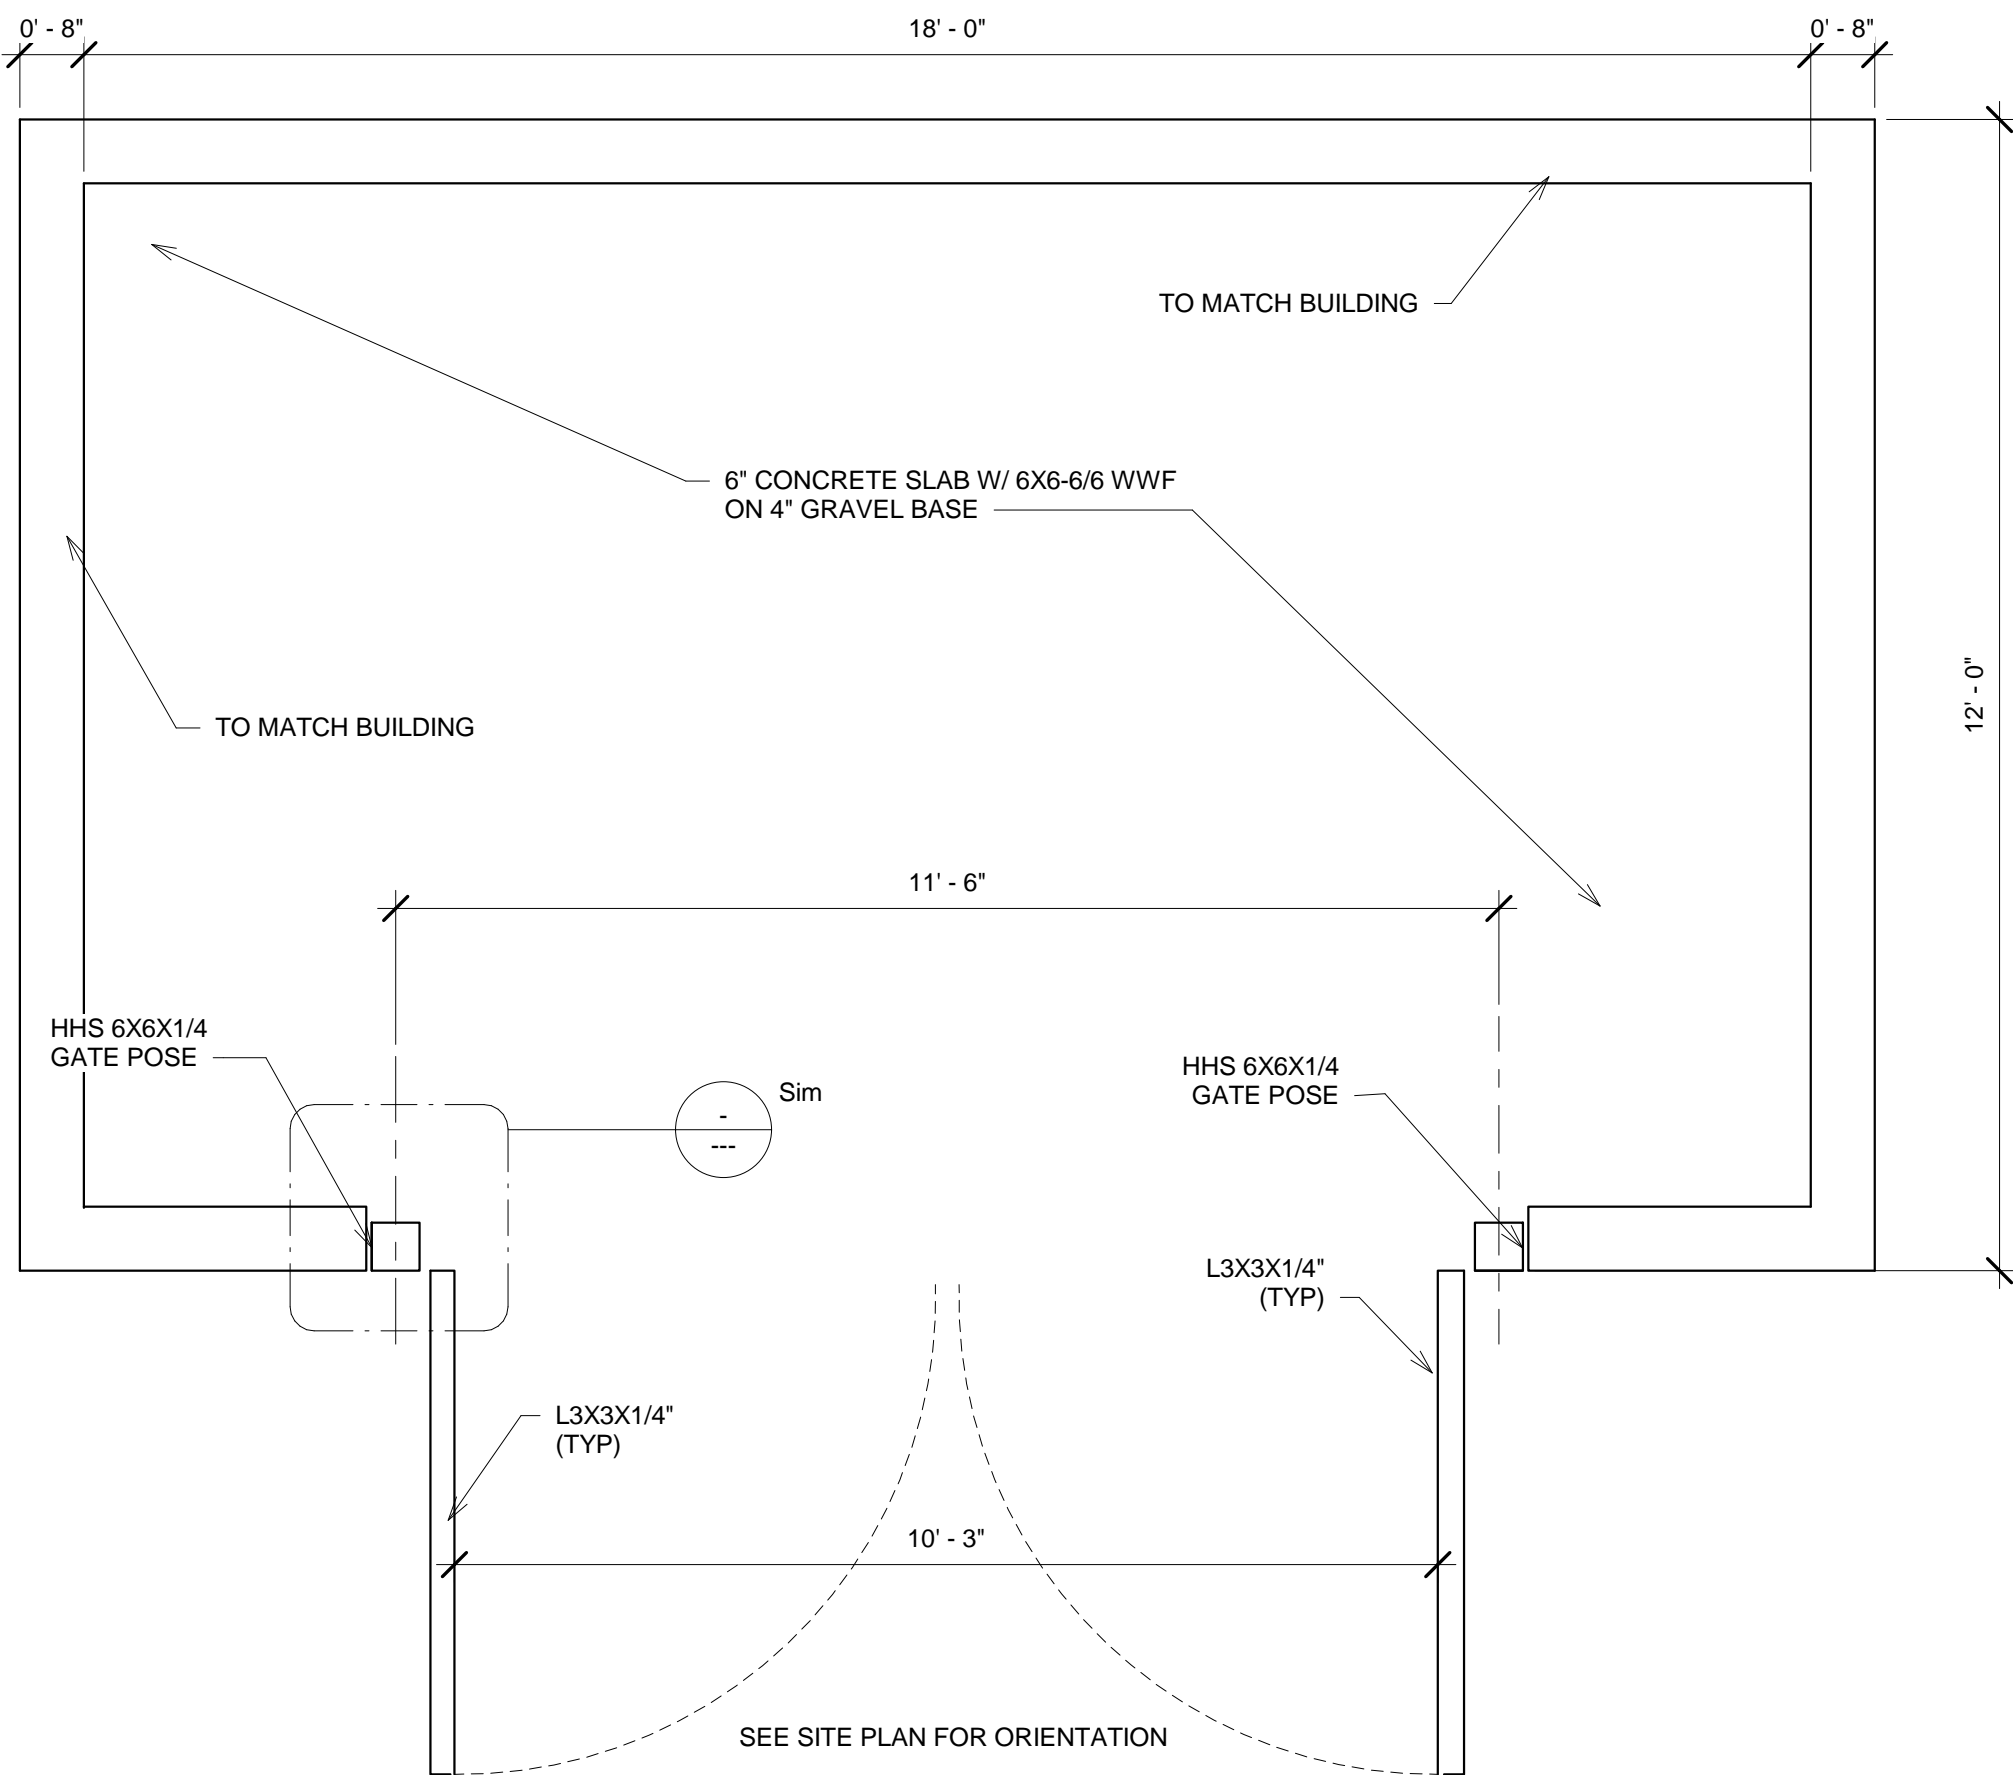 0' - 8"
18' - 0"
0' - 8"
TO MATCH BUILDING
6" CONCRETE SLAB W/ 6X6-6/6 WWF
ON 4" GRAVEL BASE
12' - 0"
TO MATCH BUILDING
11' - 6"
HHS 6X6X1/4
GATE POSE
Sim
-
---
HHS 6X6X1/4
GATE POSE
L3X3X1/4"
(TYP)
L3X3X1/4"
(TYP)
10' - 3"
SEE SITE PLAN FOR ORIENTATION